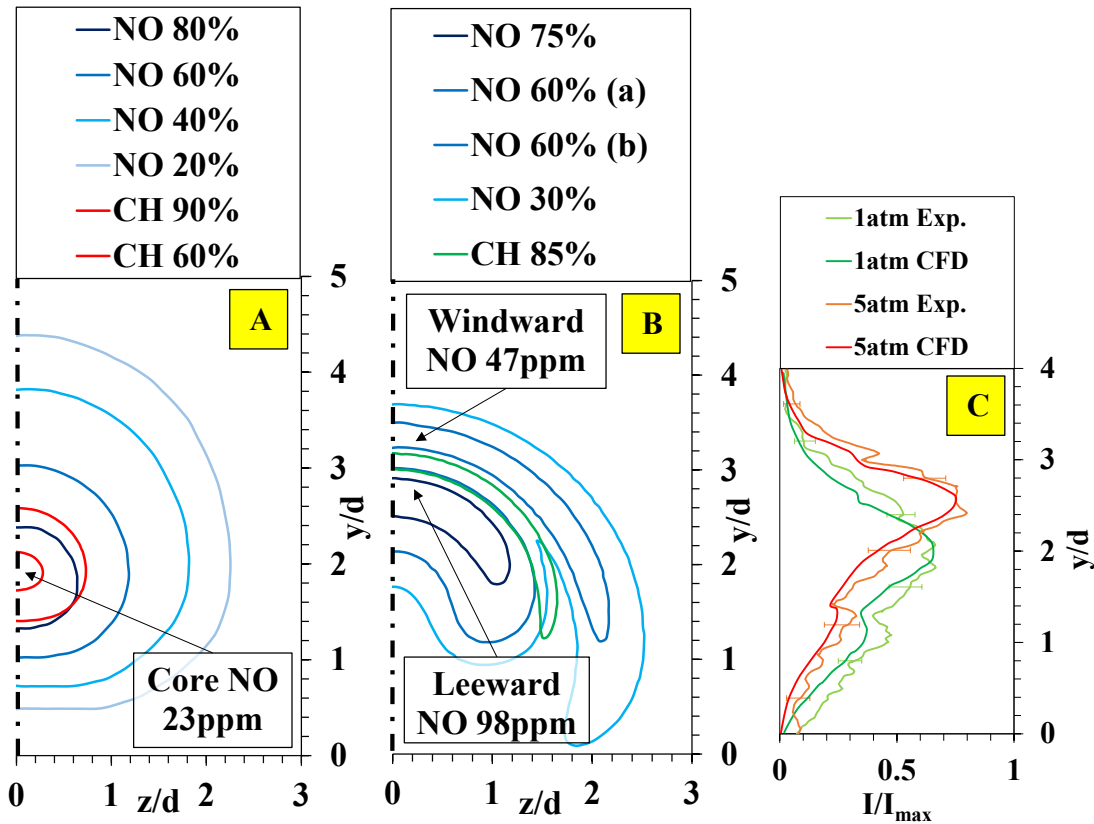 NO 80%
NO 60%
NO 40%
NO 20%
CH 90%
CH 60%
A
5
4
3
2
1
0
y/d
Core NO
23ppm
0
1
2
3
z/d
NO 75%
NO 60% (a)
NO 60% (b)
NO 30%
CH 85%
B
Windward
NO 47ppm
Leeward
NO 98ppm
5
4
3
2
1
0
y/d
0
1
2
3
z/d
1atm Exp.
1atm CFD
5atm Exp.
5atm CFD
C
4
3
2
1
0
y/d
0
0.5
1
I/Imax